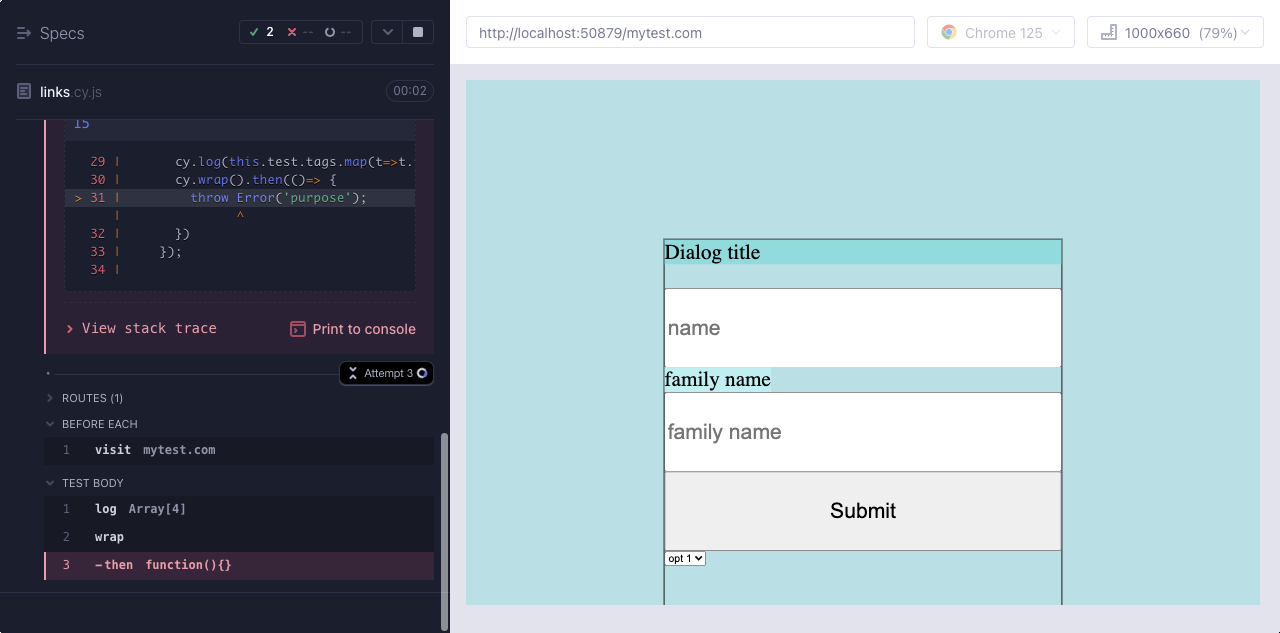 Specs
2 -- --
links.cy.js
00:02
15
29 | cy.log(this.test.tags.map(t=>t.
30 | cy.wrap().then(()=> {
> 31 | throw Error('purpose');
| ^
32 | })
33 | });
34 |
View stack trace
Print to console
Attempt 3
ROUTES (1)
BEFORE EACH
1 visit mytest.com
TEST BODY
1 log Array[4]
2 wrap
3 -then function(){}
http://localhost:50879/mytest.com
Chrome 125
1000x660 (79%)
Dialog title
name
family name
family name
Submit
opt 1